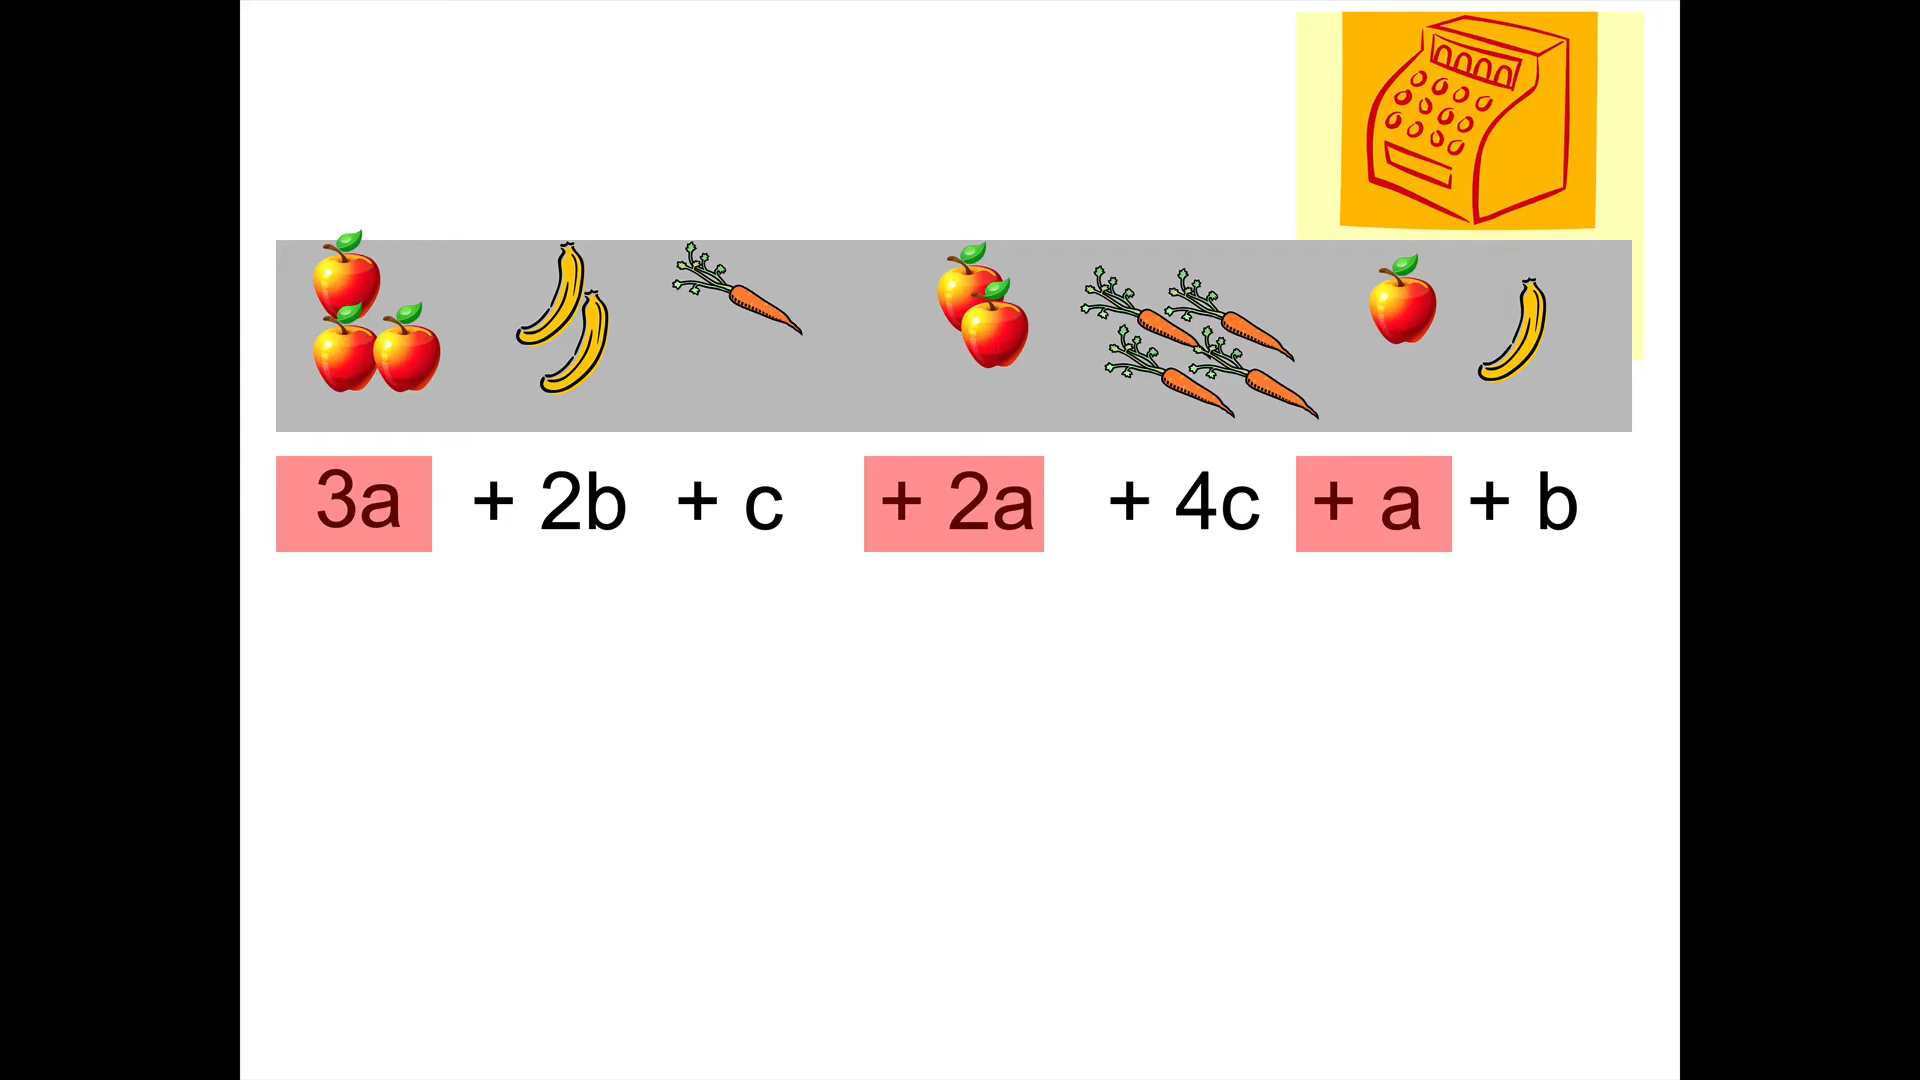 3a + 2b + c + 2a + 4c + a + b